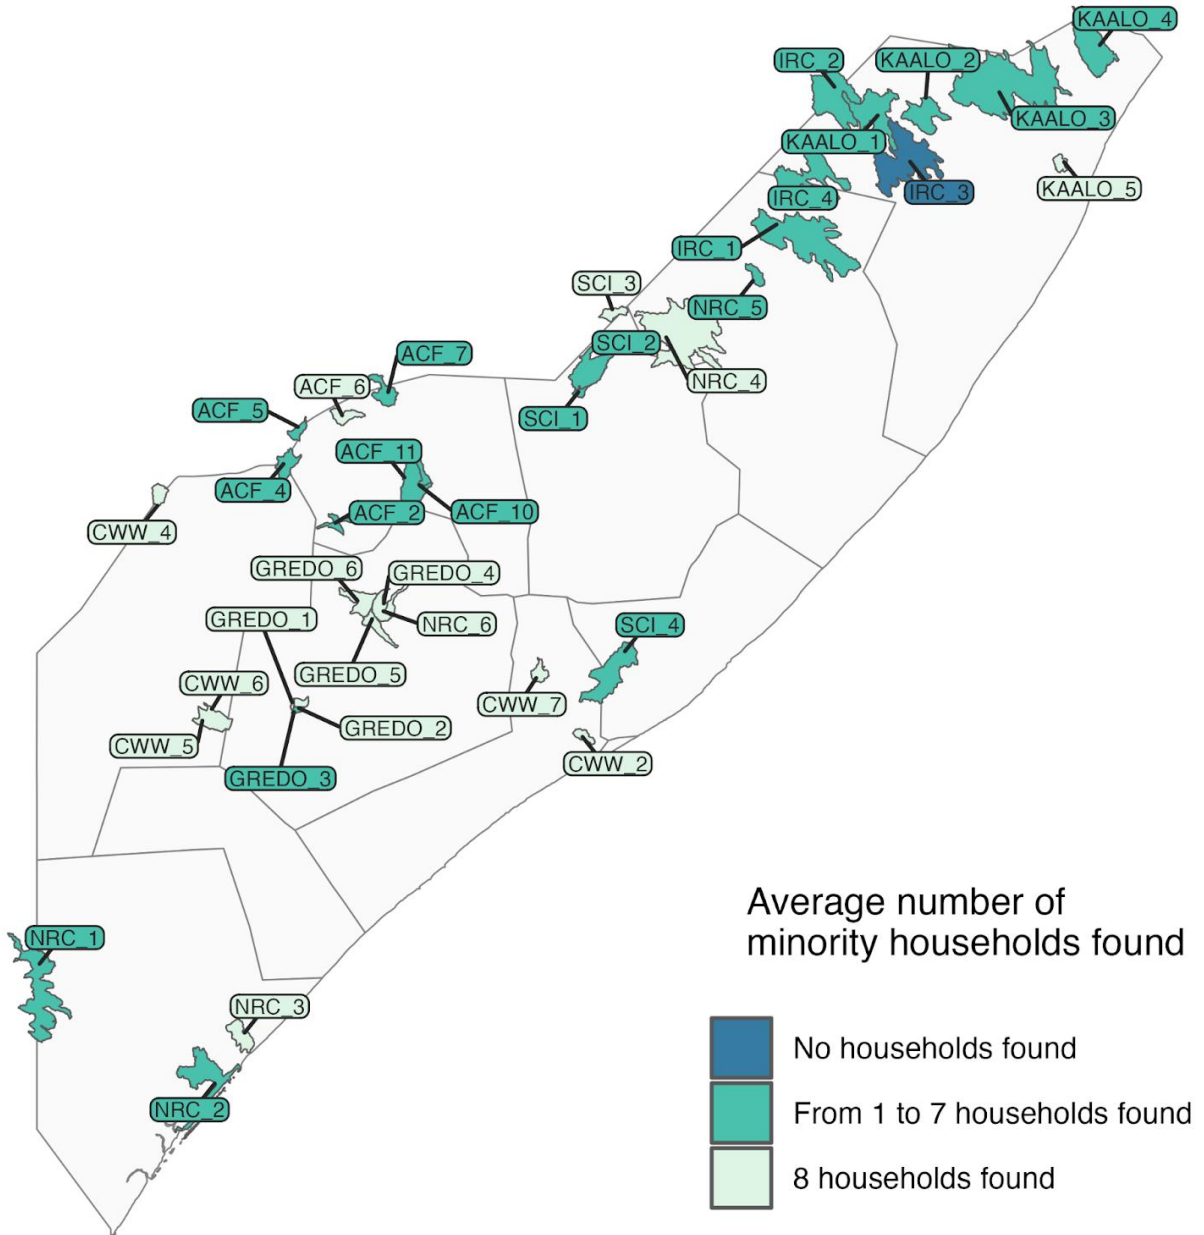 KAALO_4
IRC_2
KAALO_2
KAALO_3
KAALO_1
IRC_3
KAALO_5
IRC_4
IRC_1
SCI_3
NRC_5
SCI_2
ACF_7
NRC_4
ACF_6
ACF_5
SCI_1
ACF_11
ACF_4
ACF_2
ACF_10
CWW_4
GREDO_6
GREDO_4
GREDO_1
NRC_6
SCI_4
GREDO_5
CWW_6
CWW_7
GREDO_2
CWW_5
CWW_2
GREDO_3
Average number of
minority households found
NRC_1
NRC_3
No households found
NRC_2
From 1 to 7 households found
8 households found